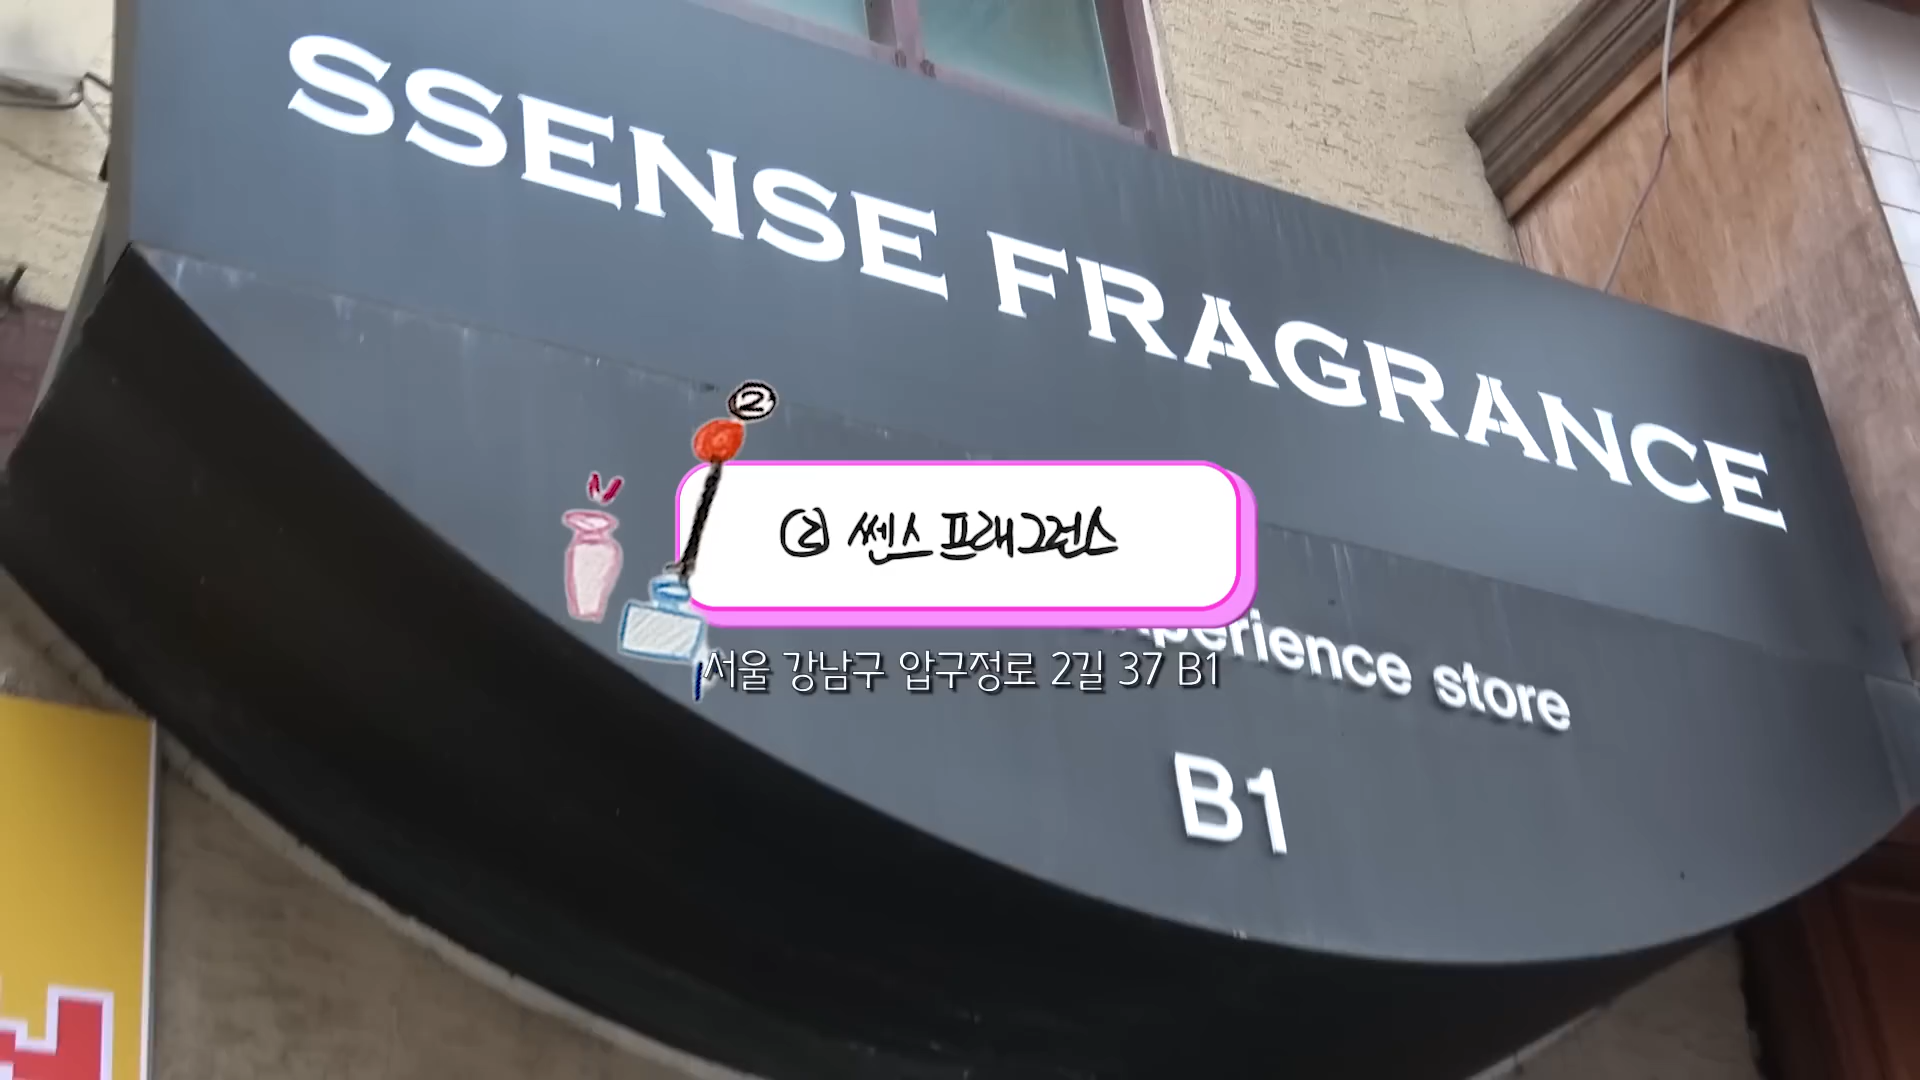 SSENSE FRAGRANCE
②
② 쎈스 프래그런스
서울 강남구 압구정로 2길 37 B1
store
B1